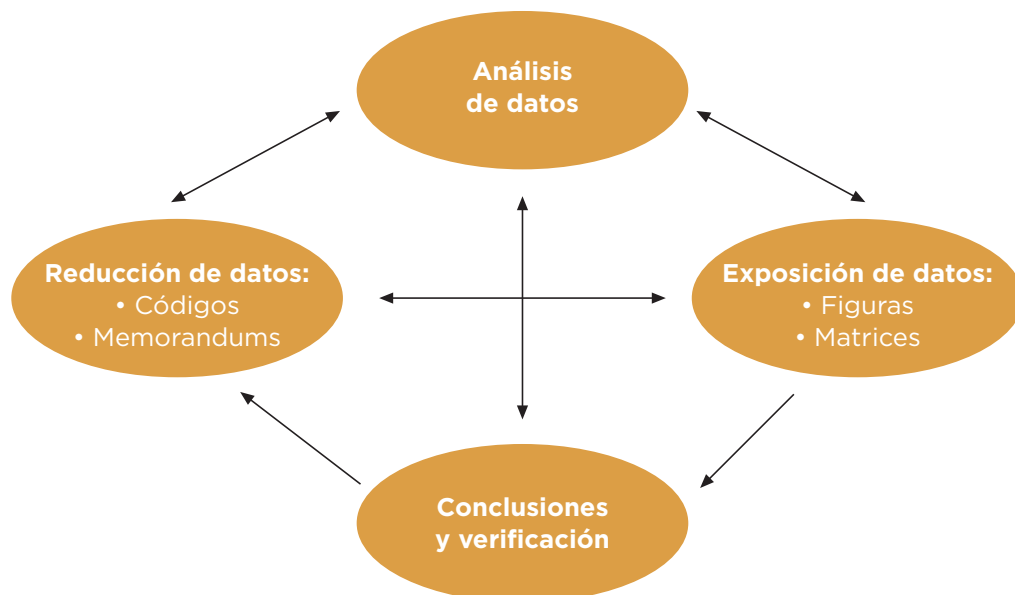 Análisis
de datos
Reducción de datos:
• Códigos
• Memorandums
Exposición de datos:
• Figuras
• Matrices
Conclusiones
y verificación